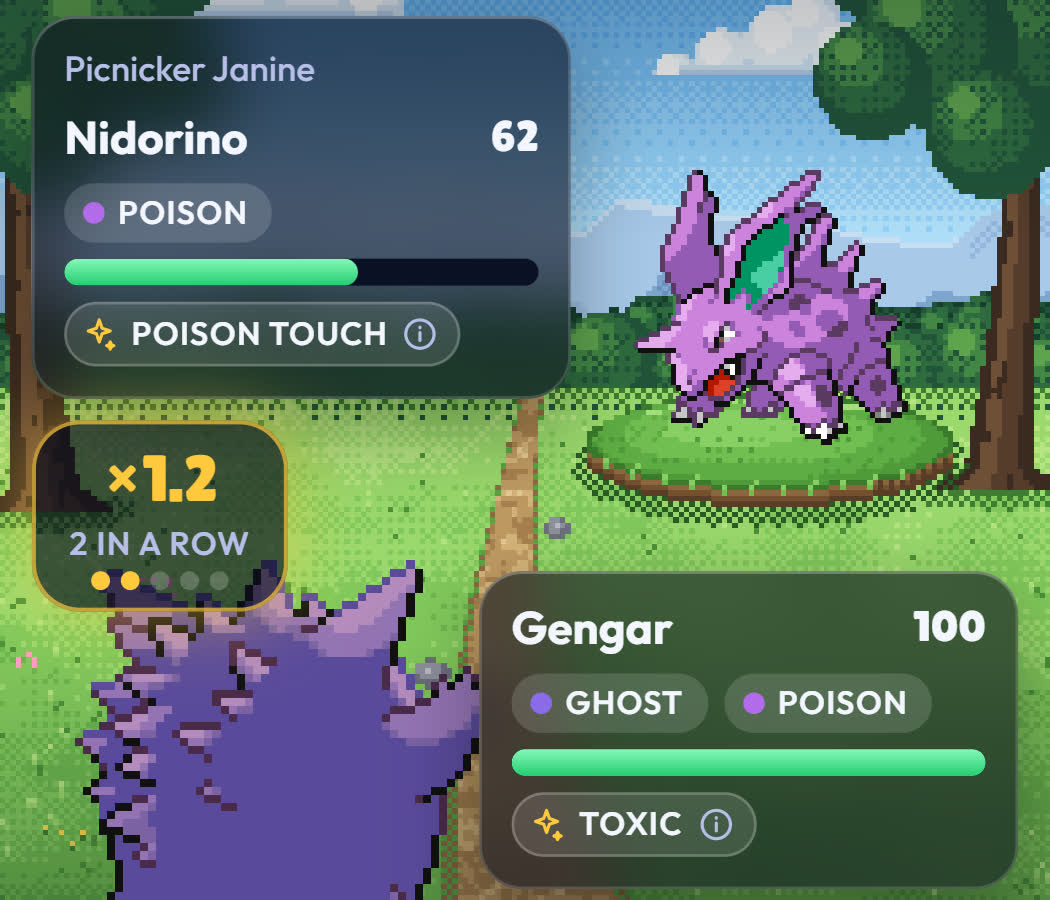 Picnicker Janine
Nidorino 62
POISON
POISON TOUCH
×1.2
2 IN A ROW
Gengar 100
GHOST POISON
TOXIC